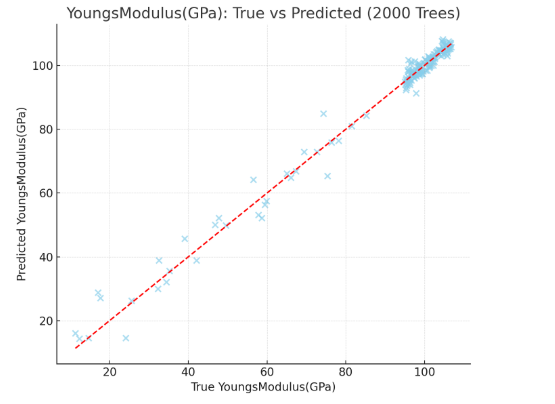 YoungsModulus(GPa): True vs Predicted (2000 Trees)
Predicted YoungsModulus(GPa)
100
80
60
40
20
20 40 60 80 100
True YoungsModulus(GPa)